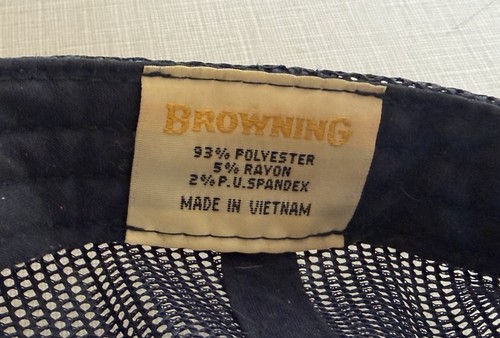 BROWNING
93% POLYESTER
5% RAYON
2% P.U.SPANDEX
MADE IN VIETNAM